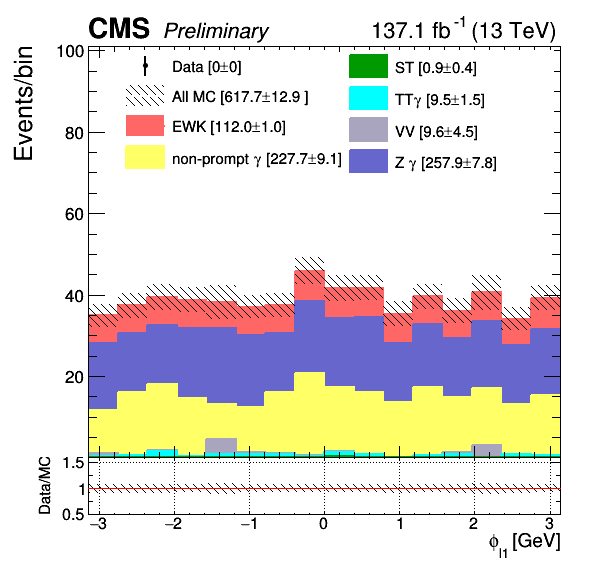 CMS Preliminary 137.1 fb⁻¹ (13 TeV)
Events/bin
100
80
60
40
20
Data [0±0]
All MC [617.7±12.9 ]
EWK [112.0±1.0]
non-prompt γ [227.7±9.1]
ST [0.9±0.4]
TTγ [9.5±1.5]
VV [9.6±4.5]
Z γ [257.9±7.8]
Data/MC
1.5
1
0.5
−3 −2 −1 0 1 2 3
ϕ_l1 [GeV]